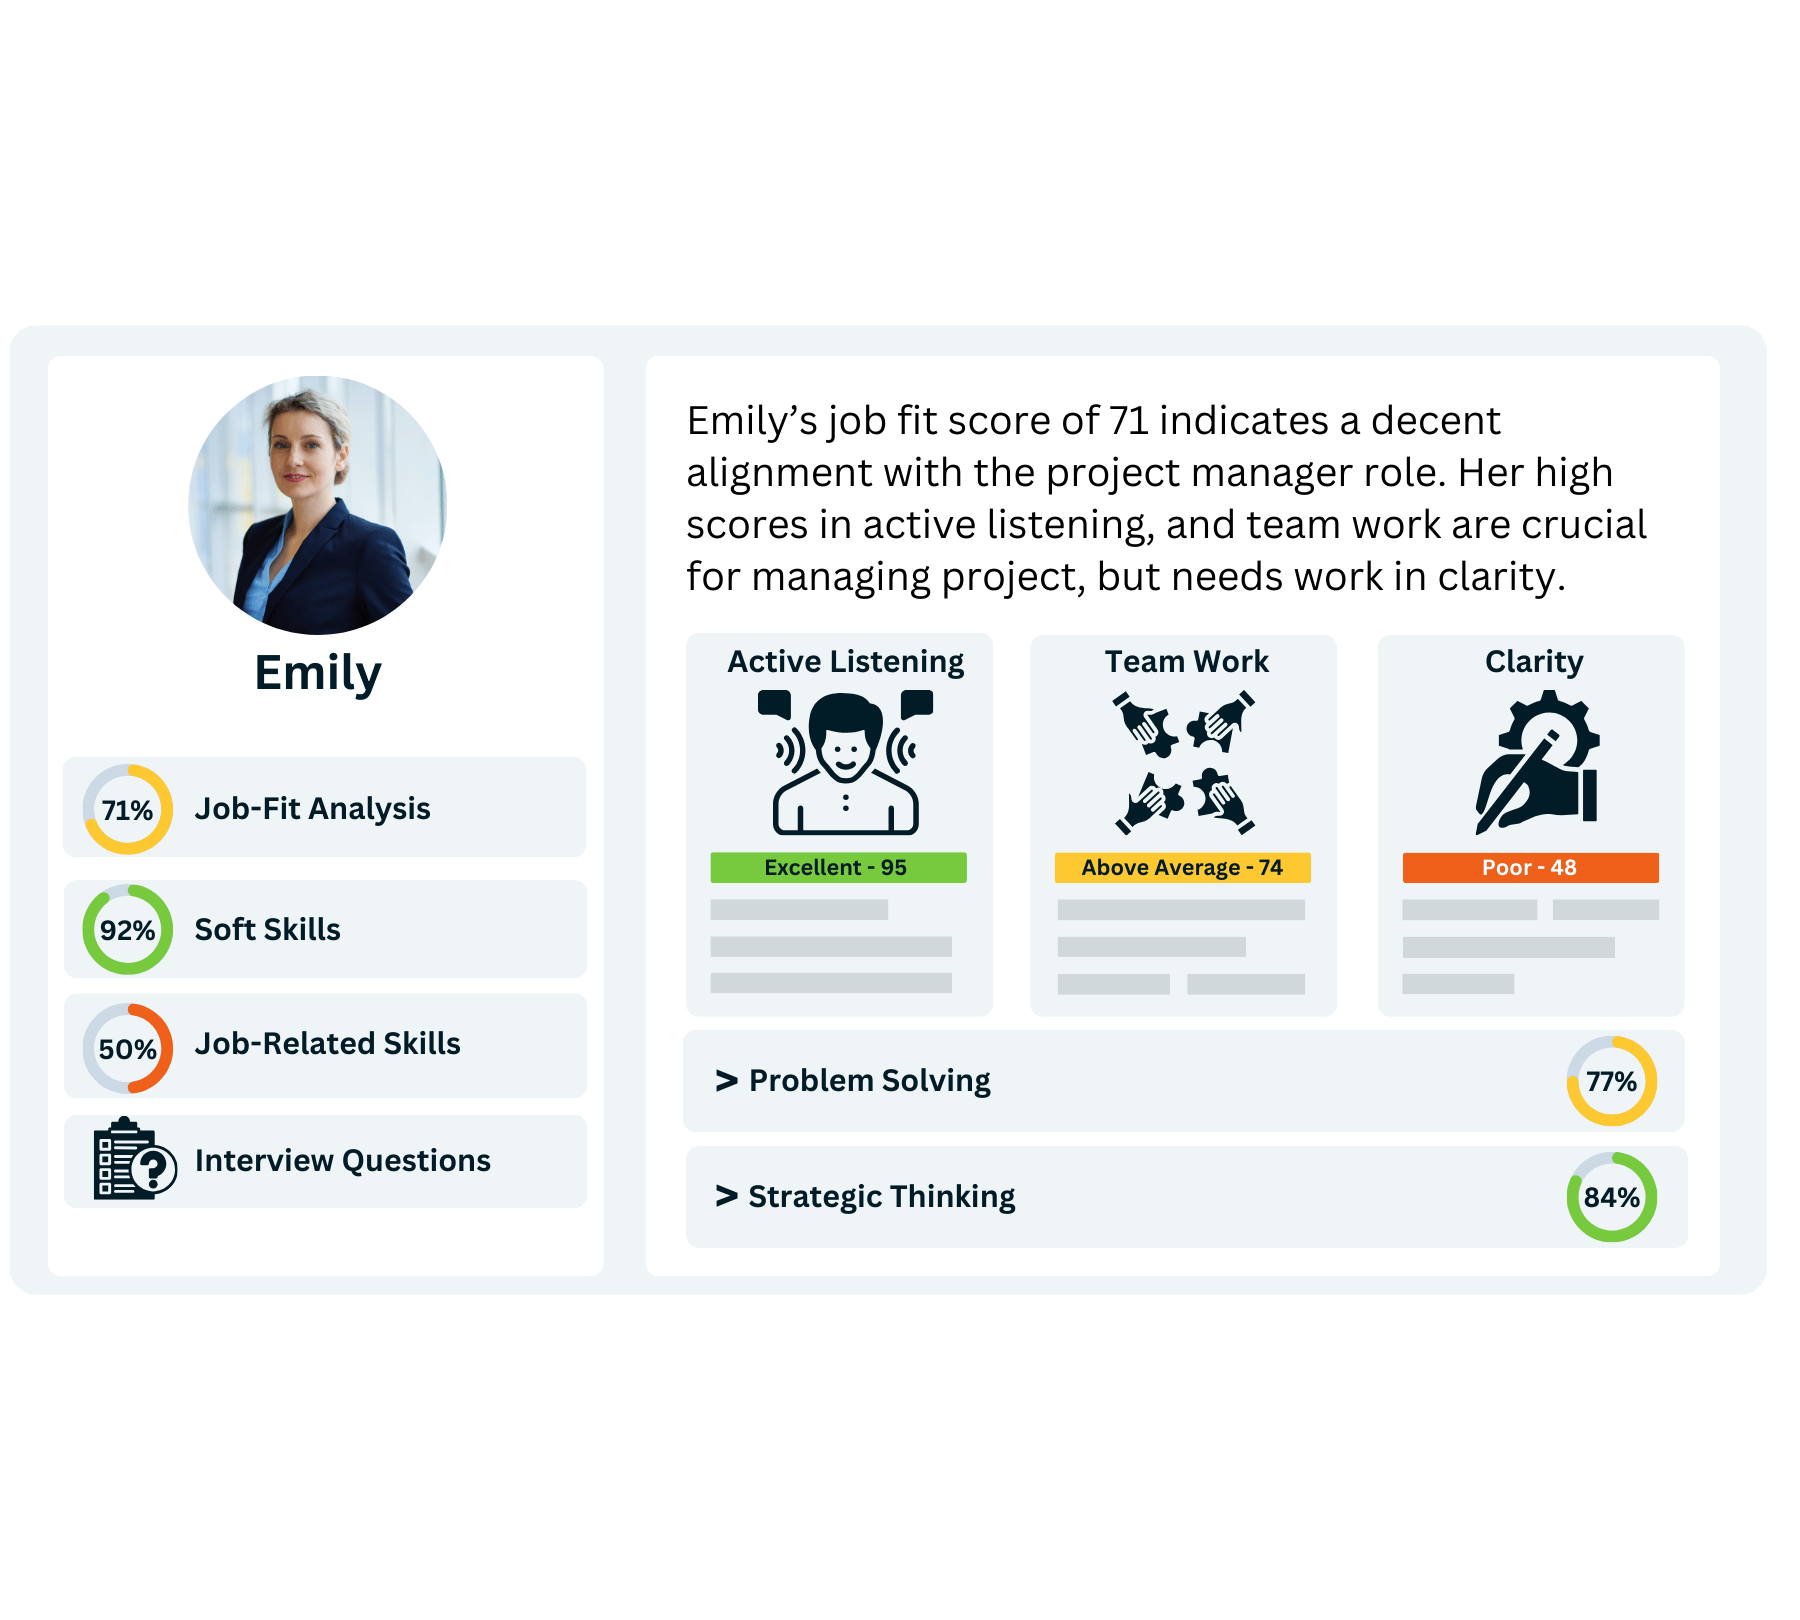 Emily
71% Job-Fit Analysis
92% Soft Skills
50% Job-Related Skills
? Interview Questions
Emily’s job fit score of 71 indicates a decent
alignment with the project manager role. Her high
scores in active listening, and team work are crucial
for managing project, but needs work in clarity.
Active Listening
Excellent - 95
Team Work
Above Average - 74
Clarity
Poor - 48
> Problem Solving 77%
> Strategic Thinking 84%